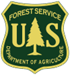 FOREST SERVICE
U S
DEPARTMENT OF AGRICULTURE